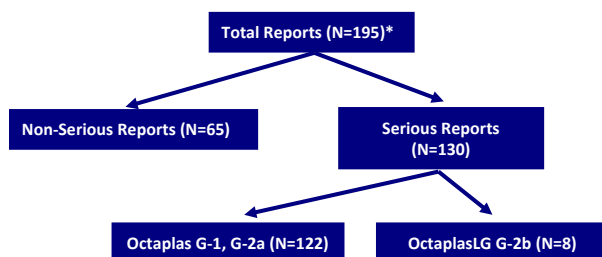 Total Reports (N=195)*
Non-Serious Reports (N=65)
Serious Reports
(N=130)
Octaplas G-1, G-2a (N=122)
OctaplasLG G-2b (N=8)